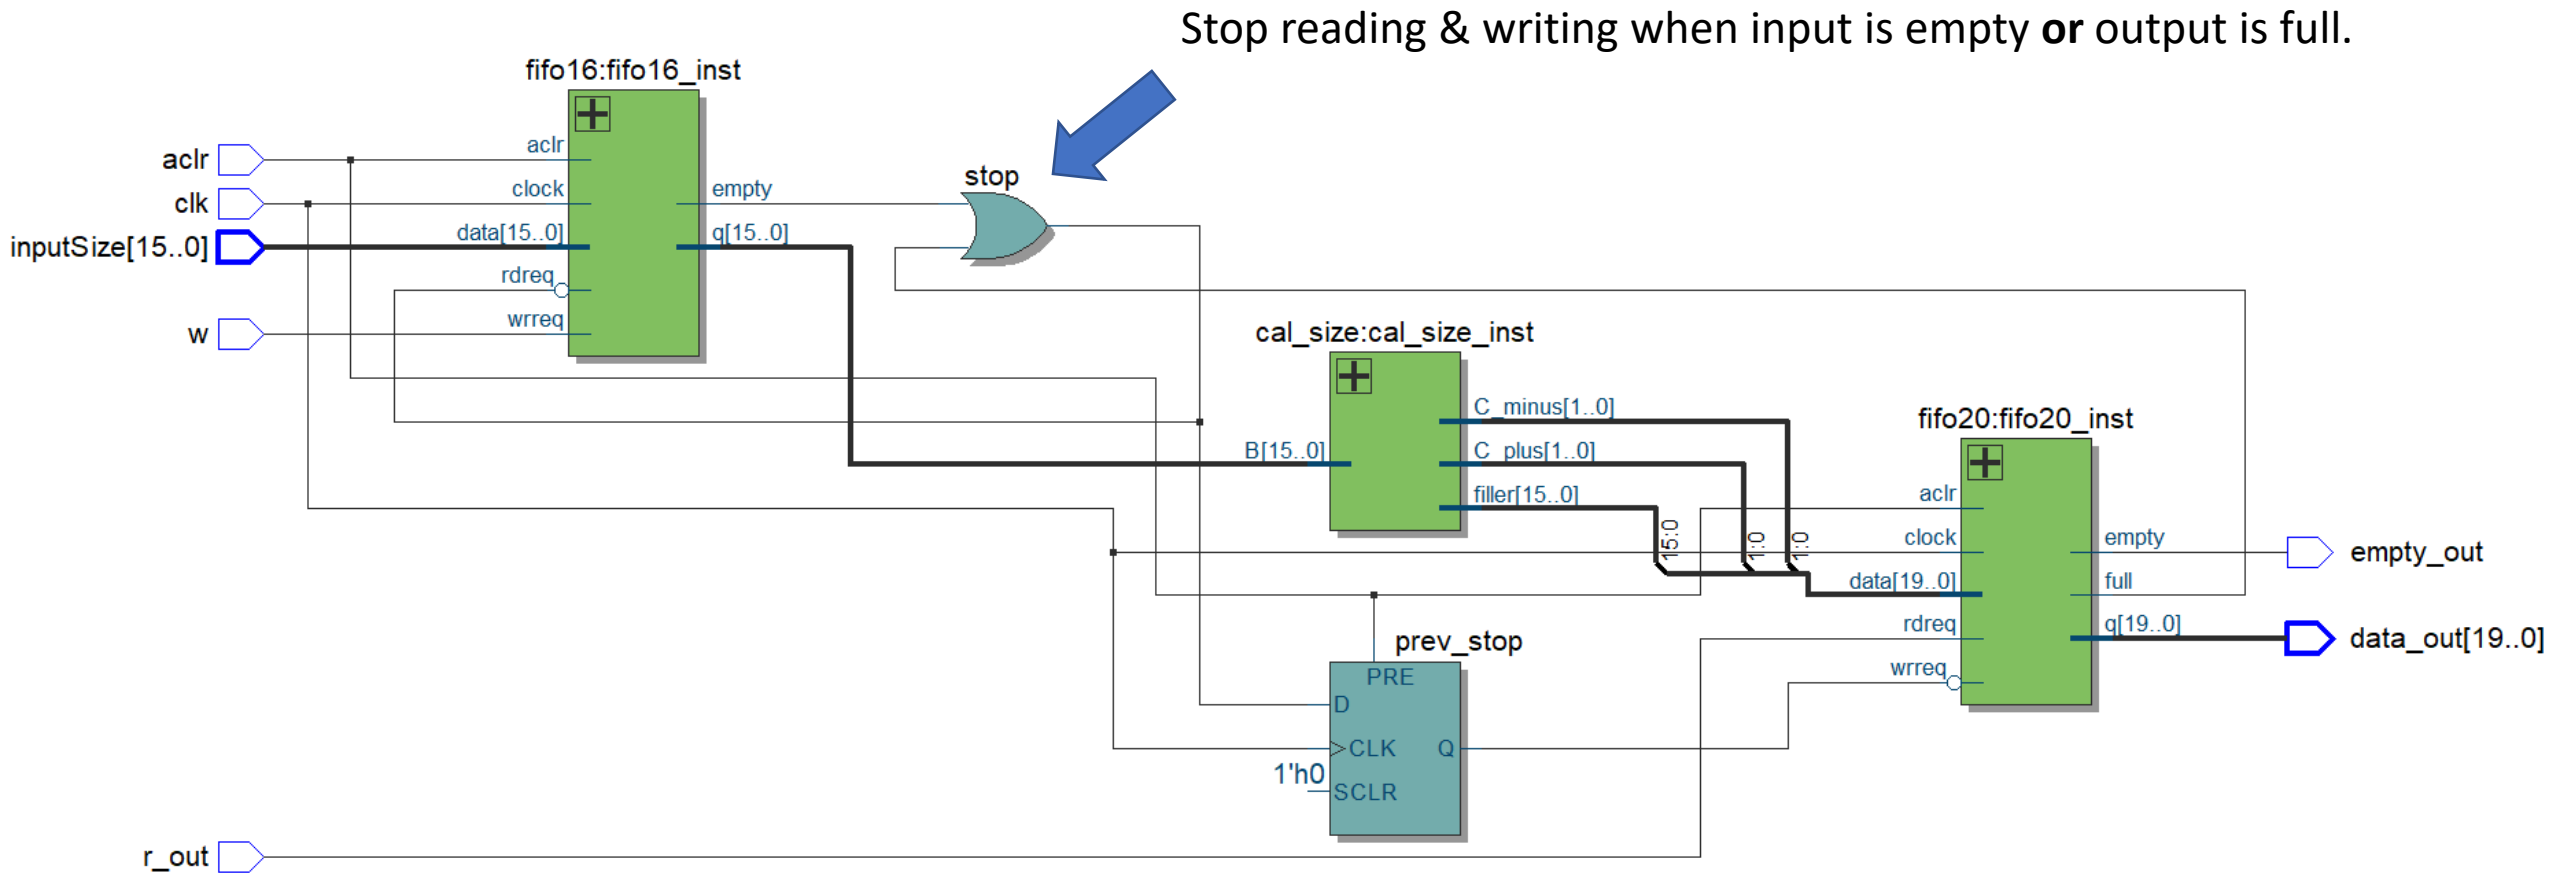 Stop reading & writing when input is empty or output is full.
fifo16:fifo16_inst
aclr
clk
inputSize[15..0]
w
aclr
clock
data[15..0]
rdreq
wrreq
empty
q[15..0]
stop
cal_size:cal_size_inst
B[15..0]
C_minus[1..0]
C_plus[1..0]
filler[15..0]
15:0
1:0
1:0
fifo20:fifo20_inst
aclr
clock
data[19..0]
rdreq
wrreq
empty
full
q[19..0]
empty_out
data_out[19..0]
prev_stop
PRE
D
CLK
Q
1'h0
SCLR
r_out